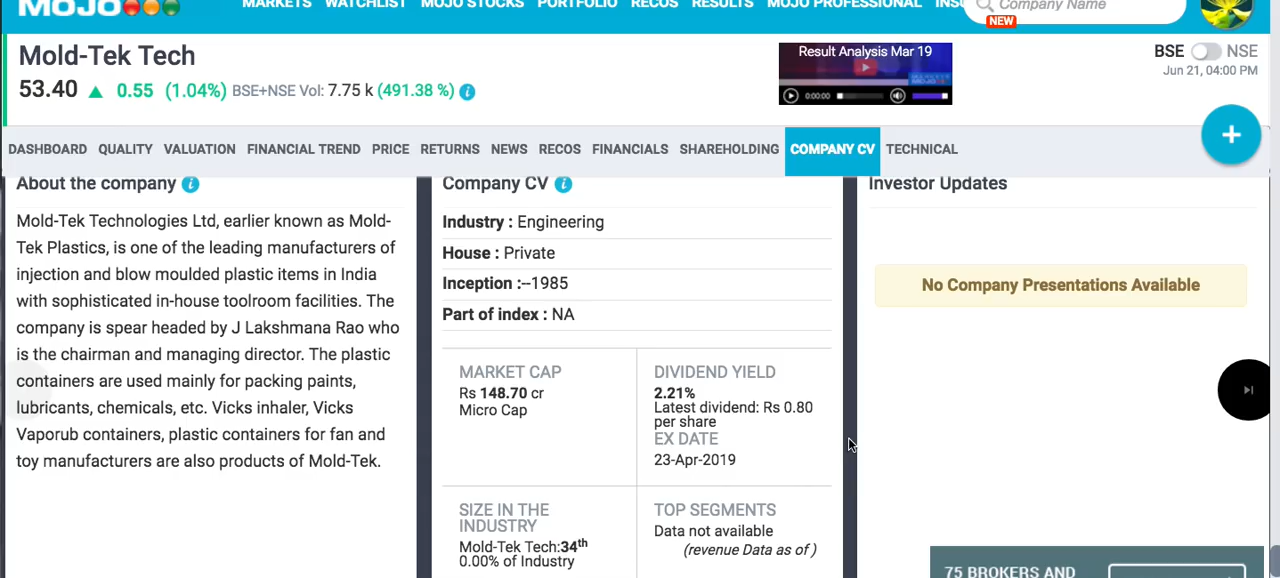 MOJO
MARKETS WATCHLIST MOJO STOCKS PORTFOLIO RECOS RESULTS MOJO PROFESSIONAL
Company Name
NEW
Mold-Tek Tech
53.40 ▲ 0.55 (1.04%) BSE+NSE Vol: 7.75 k (491.38 %) i
Result Analysis Mar 19
0:00:00
BSE NSE
Jun 21, 04:00 PM
+
DASHBOARD QUALITY VALUATION FINANCIAL TREND PRICE RETURNS NEWS RECOS FINANCIALS SHAREHOLDING COMPANY CV TECHNICAL
About the company i
Mold-Tek Technologies Ltd, earlier known as Mold-
Tek Plastics, is one of the leading manufacturers of
injection and blow moulded plastic items in India
with sophisticated in-house toolroom facilities. The
company is spear headed by J Lakshmana Rao who
is the chairman and managing director. The plastic
containers are used mainly for packing paints,
lubricants, chemicals, etc. Vicks inhaler, Vicks
Vaporub containers, plastic containers for fan and
toy manufacturers are also products of Mold-Tek.
Company CV i
Industry : Engineering
House : Private
Inception :--1985
Part of index : NA
MARKET CAP
Rs 148.70 cr
Micro Cap
DIVIDEND YIELD
2.21%
Latest dividend: Rs 0.80
per share
EX DATE
23-Apr-2019
SIZE IN THE
INDUSTRY
Mold-Tek Tech:34th
0.00% of Industry
TOP SEGMENTS
Data not available
(revenue Data as of )
Investor Updates
No Company Presentations Available
75 BROKERS AND